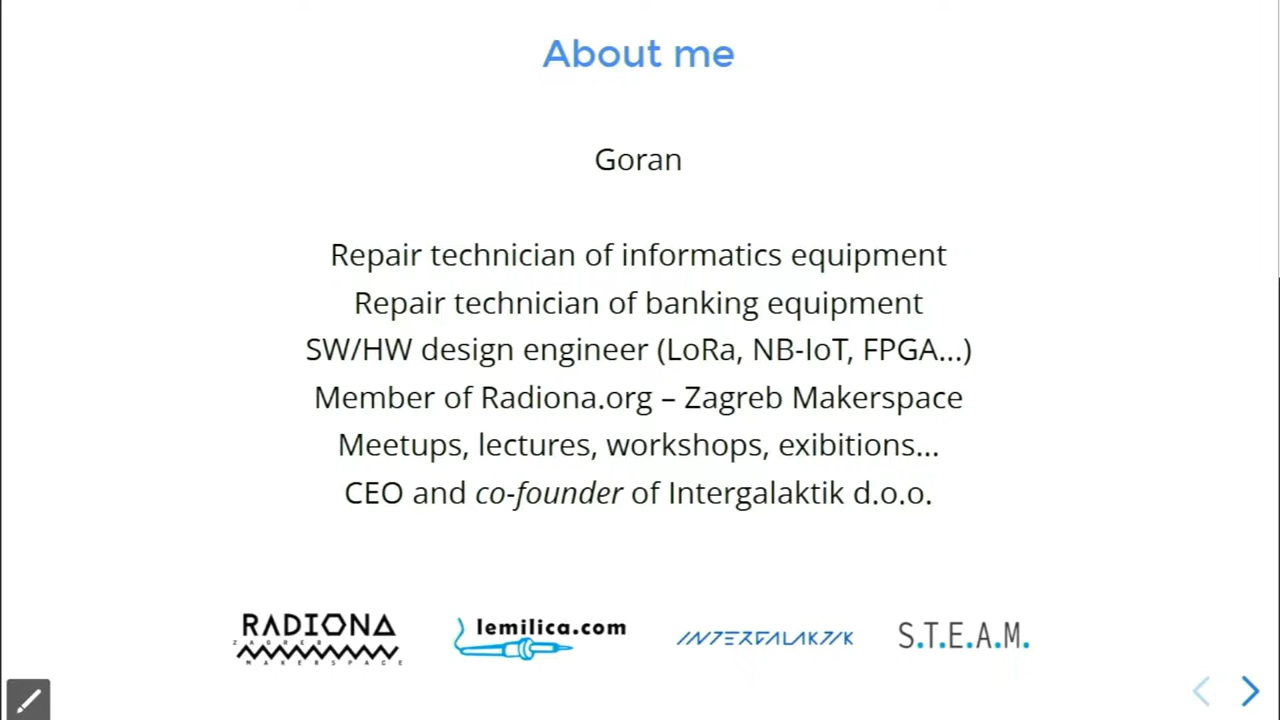 About me
Goran
Repair technician of informatics equipment
Repair technician of banking equipment
SW/HW design engineer (LoRa, NB-IoT, FPGA...)
Member of Radiona.org – Zagreb Makerspace
Meetups, lectures, workshops, exibitions...
CEO and co-founder of Intergalaktik d.o.o.
RADIONA
ZAGREB
MAKERSPACE
lemilica.com
INTERGALAKTIK
S.T.E.A.M.